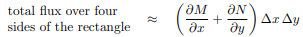 total flux over four
sides of the rectangle ≈ (∂M/∂x + ∂N/∂y) Δx Δy